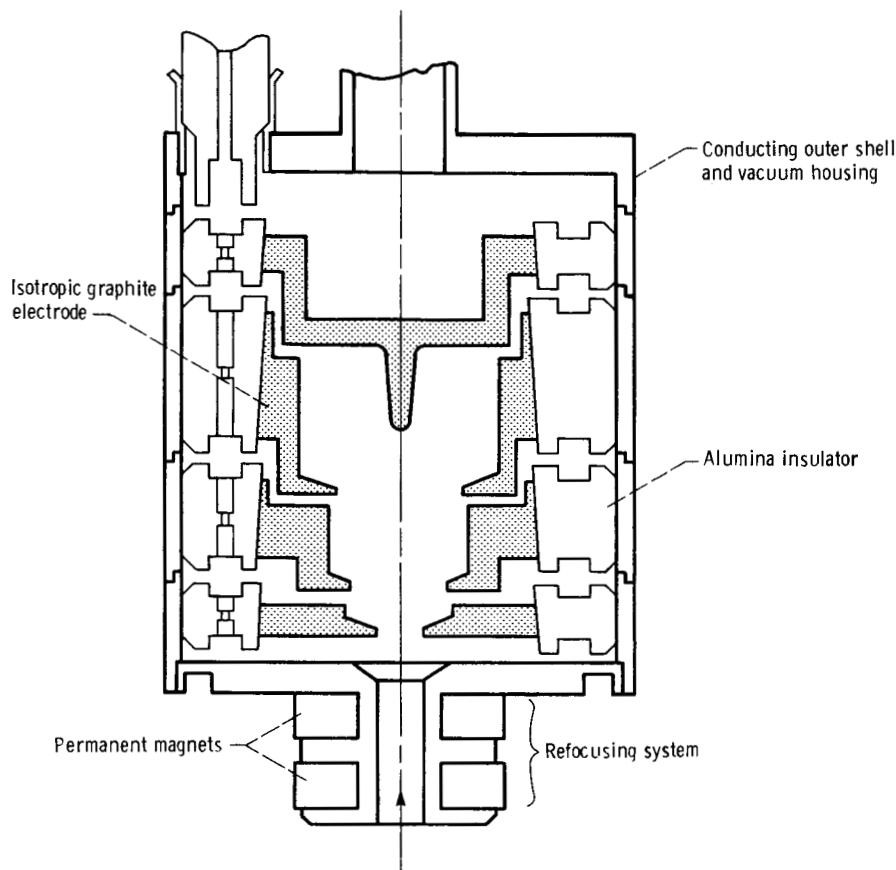 Conducting outer shell
and vacuum housing
Isotropic graphite
electrode
Alumina insulator
Permanent magnets
Refocusing system